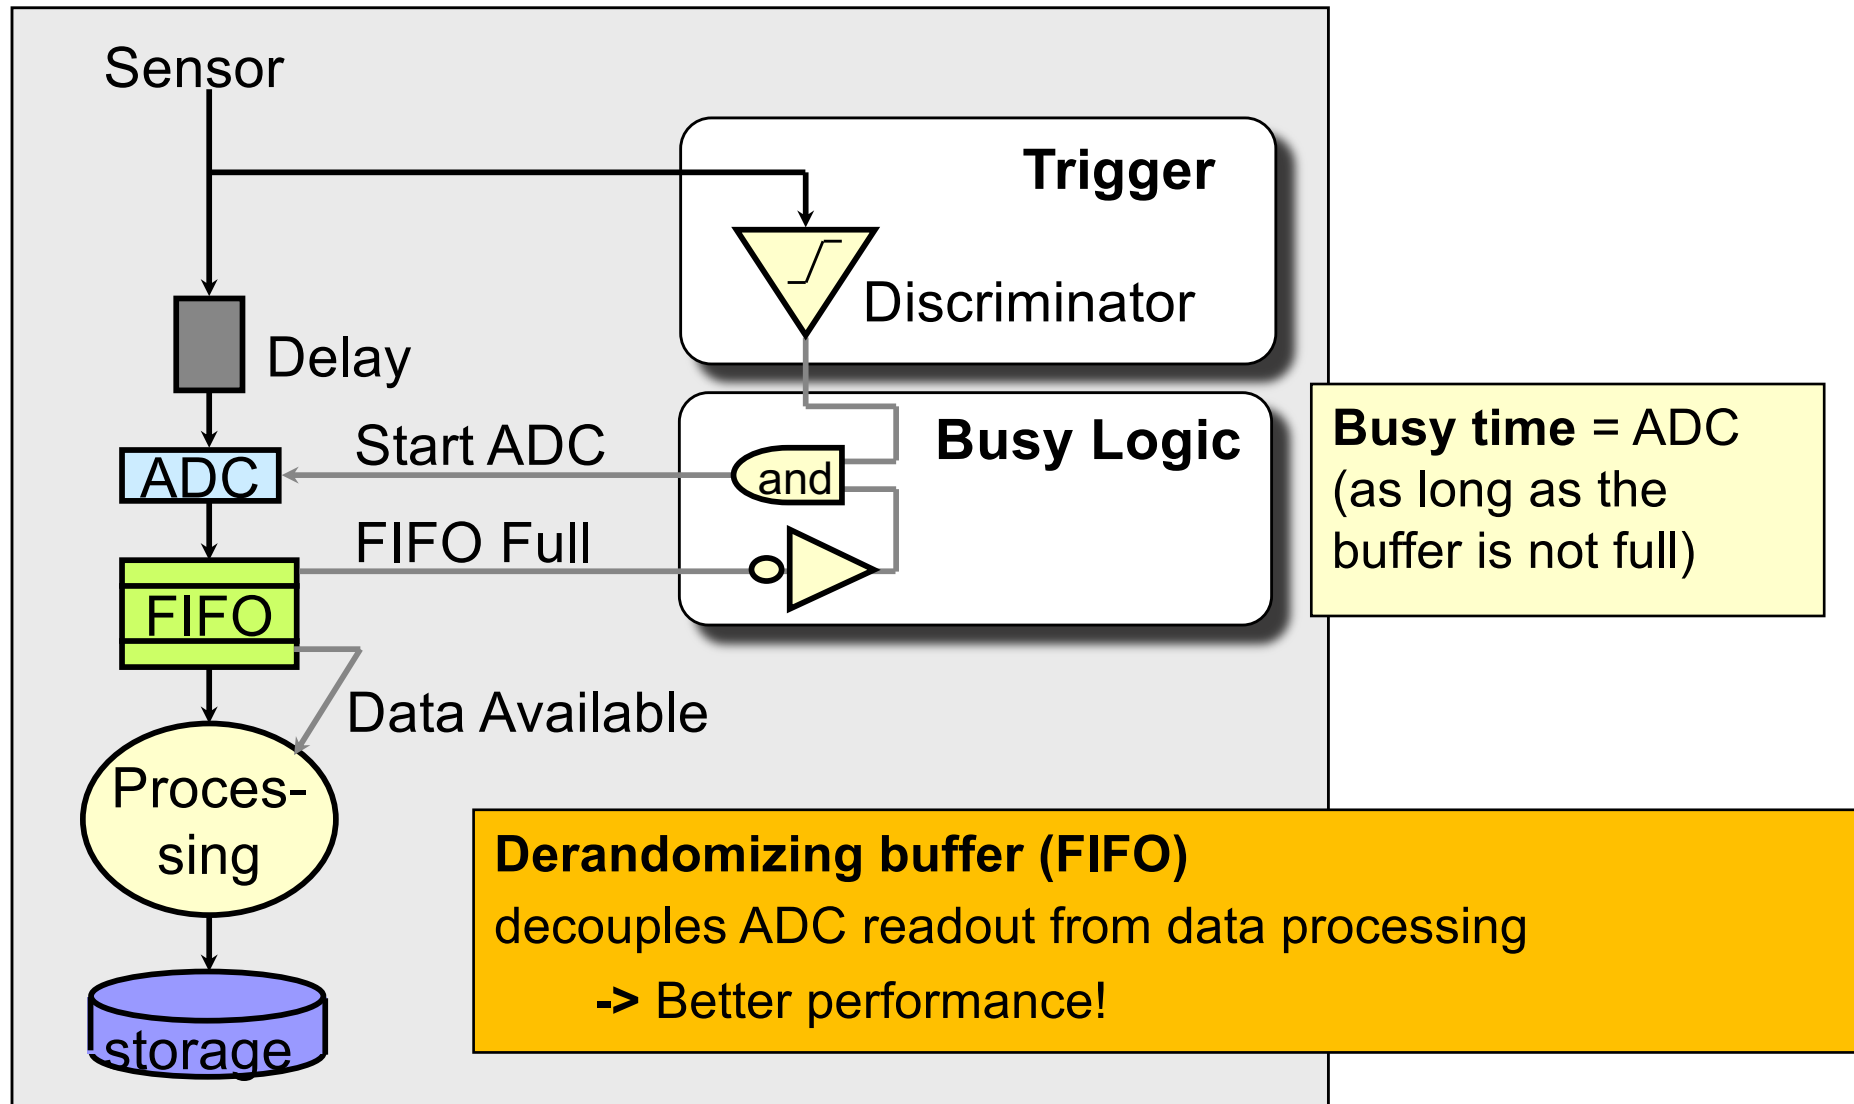 Sensor
Trigger
Discriminator
Delay
Start ADC
and
Busy Logic
Busy time = ADC
(as long as the
buffer is not full)
ADC
FIFO Full
FIFO
Data Available
Proces-
sing
Derandomizing buffer (FIFO)
decouples ADC readout from data processing
-> Better performance!
storage